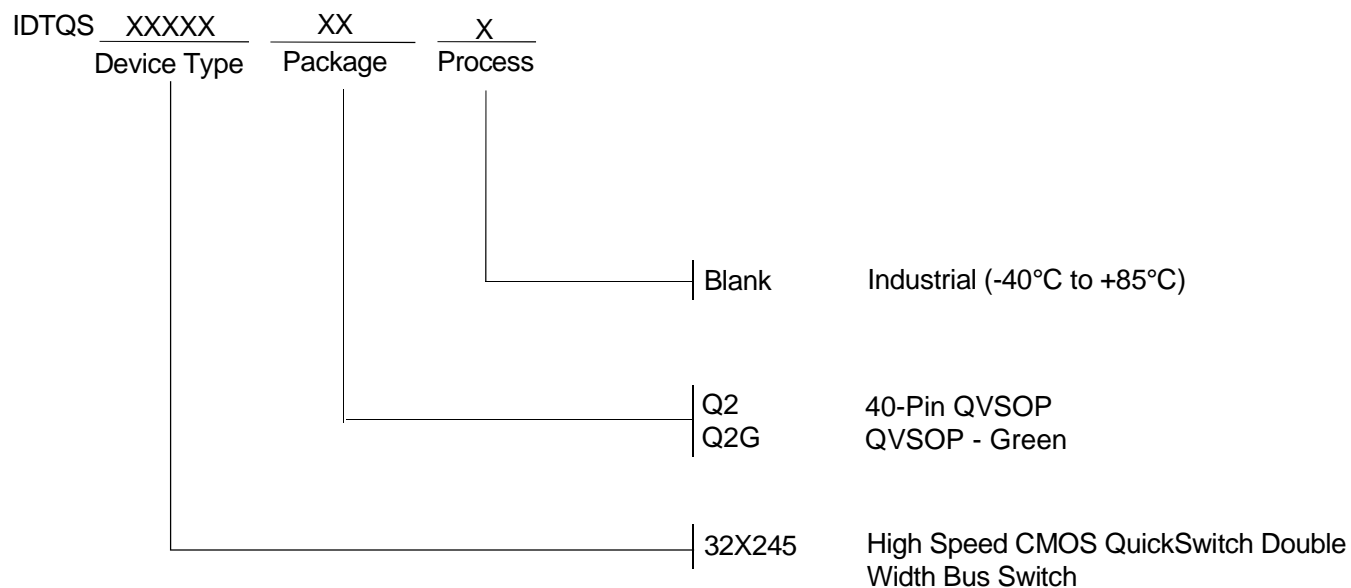 IDTQS XXXXX XX X
Device Type Package Process
Blank Industrial (-40°C to +85°C)
Q2 40-Pin QVSOP
Q2G QVSOP - Green
32X245 High Speed CMOS QuickSwitch Double
Width Bus Switch